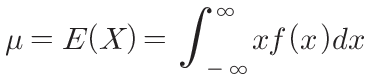 μ = E(X) = ∫_{-∞}^{∞} xf(x)dx